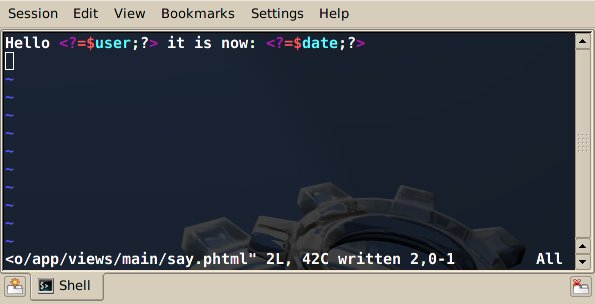 Session Edit View Bookmarks Settings Help
Hello <?=$user;?> it is now: <?=$date;?>
~
~
~
~
~
~
~
~
~
<o/app/views/main/say.phtml" 2L, 42C written 2,0-1 All
Shell